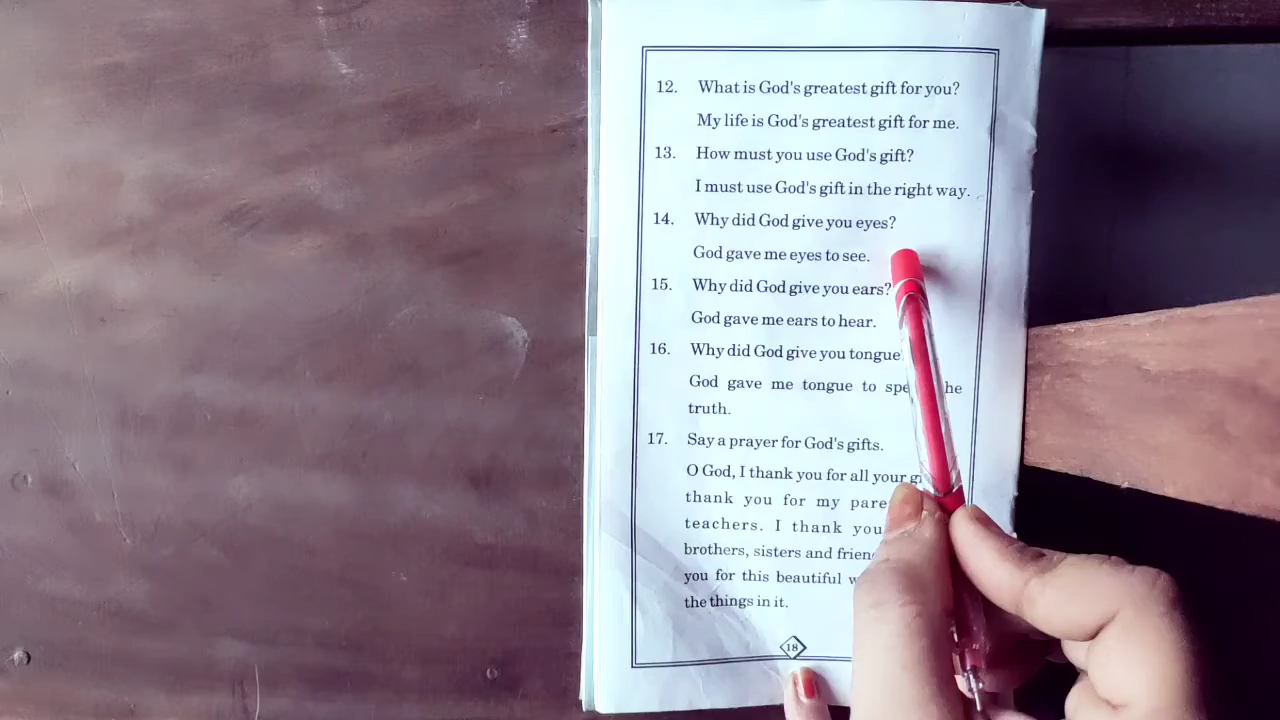 12. What is God's greatest gift for you?
My life is God's greatest gift for me.
13. How must you use God's gift?
I must use God's gift in the right way.
14. Why did God give you eyes?
God gave me eyes to see.
15. Why did God give you ears?
God gave me ears to hear.
16. Why did God give you tongue
God gave me tongue to
truth.
17. Say a prayer for God's gifts.
O God, I thank you for all your
thank you for my
teachers. I thank you
brothers, sisters and
you for this beautiful
the things in it.
18